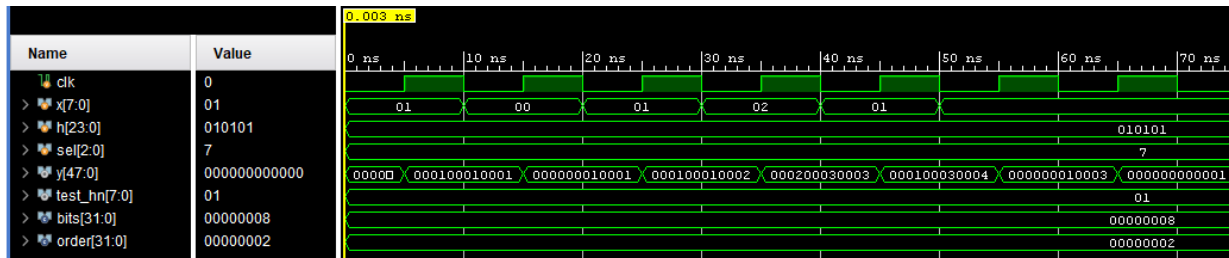 0.003 ns
Name Value
0 ns 10 ns 20 ns 30 ns 40 ns 50 ns 60 ns 70 ns
clk 0
x[7:0] 01 01 00 01 02 01
h[23:0] 010101 010101
sel[2:0] 7 7
y[47:0] 000000000000 0000 000100010001 000000010001 000100010002 000200030003 000100030004 000000010003 000000000001
test_hn[7:0] 01 01
bits[31:0] 00000008 00000008
order[31:0] 00000002 00000002